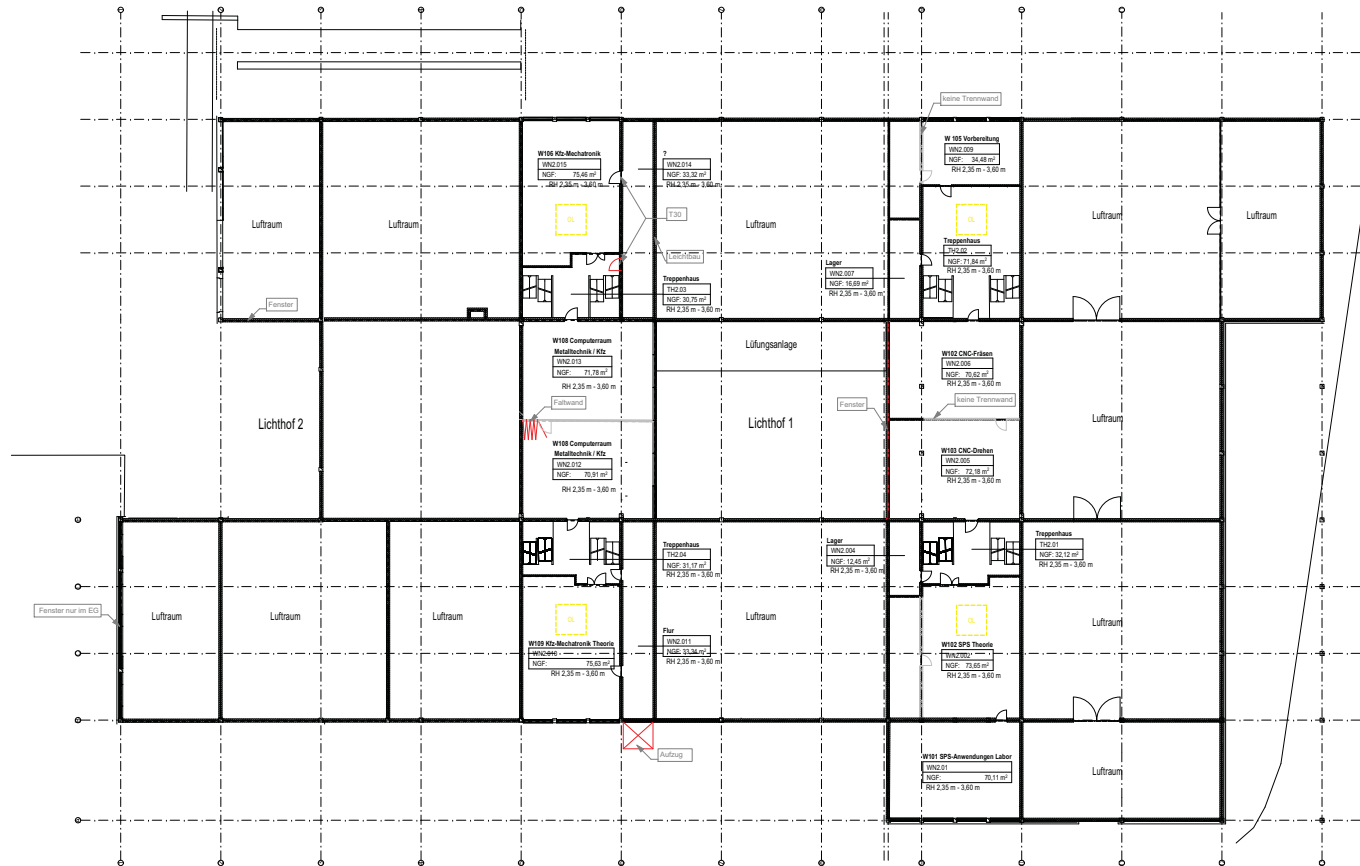 keine Trennwand
W106 Kfz-Mechatronik
WN2.015
NGF: 75,46 m²
RH 2,35 m - 3,60 m
?
WN2.014
NGF: 33,32 m²
RH 2,35 m - 3,60 m
W 105 Vorbereitung
WN2.009
NGF: 34,48 m²
RH 2,35 m - 3,60 m
T30
Luftraum
Luftraum
DL
Luftraum
DL
Luftraum
Luftraum
Leichtbau
Treppenhaus
TH2.02
NGF: 71,84 m²
RH 2,35 m - 3,60 m
Lager
WN2.007
NGF: 16,69 m²
RH 2,35 m - 3,60 m
Treppenhaus
TH2.03
NGF: 30,75 m²
RH 2,35 m - 3,60 m
Fenster
W108 Computerraum
Metalltechnik / Kfz
WN2.013
NGF: 71,78 m²
RH 2,35 m - 3,60 m
Lüfungsanlage
W102 CNC-Fräsen
WN2.006
NGF: 70,62 m²
RH 2,35 m - 3,60 m
Faltwand
Fenster
keine Trennwand
Lichthof 2
Lichthof 1
Luftraum
W108 Computerraum
Metalltechnik / Kfz
WN2.012
NGF: 70,91 m²
RH 2,35 m - 3,60 m
W103 CNC-Drehen
WN2.005
NGF: 72,18 m²
RH 2,35 m - 3,60 m
Treppenhaus
TH2.04
NGF: 31,17 m²
RH 2,35 m - 3,60 m
Lager
WN2.004
NGF: 12,45 m²
RH 2,35 m - 3,60 m
Treppenhaus
TH2.01
NGF: 32,12 m²
RH 2,35 m - 3,60 m
Fenster nur im EG
Luftraum
Luftraum
Luftraum
DL
Luftraum
DL
Luftraum
W109 Kfz-Mechatronik Theorie
WN2.010
NGF: 75,63 m²
RH 2,35 m - 3,60 m
Flur
WN2.011
NGF: 33,34 m²
RH 2,35 m - 3,60 m
W102 SPS Theorie
WN2.002
NGF: 73,65 m²
RH 2,35 m - 3,60 m
Aufzug
W101 SPS-Anwendungen Labor
WN2.01
NGF: 70,11 m²
RH 2,35 m - 3,60 m
Luftraum